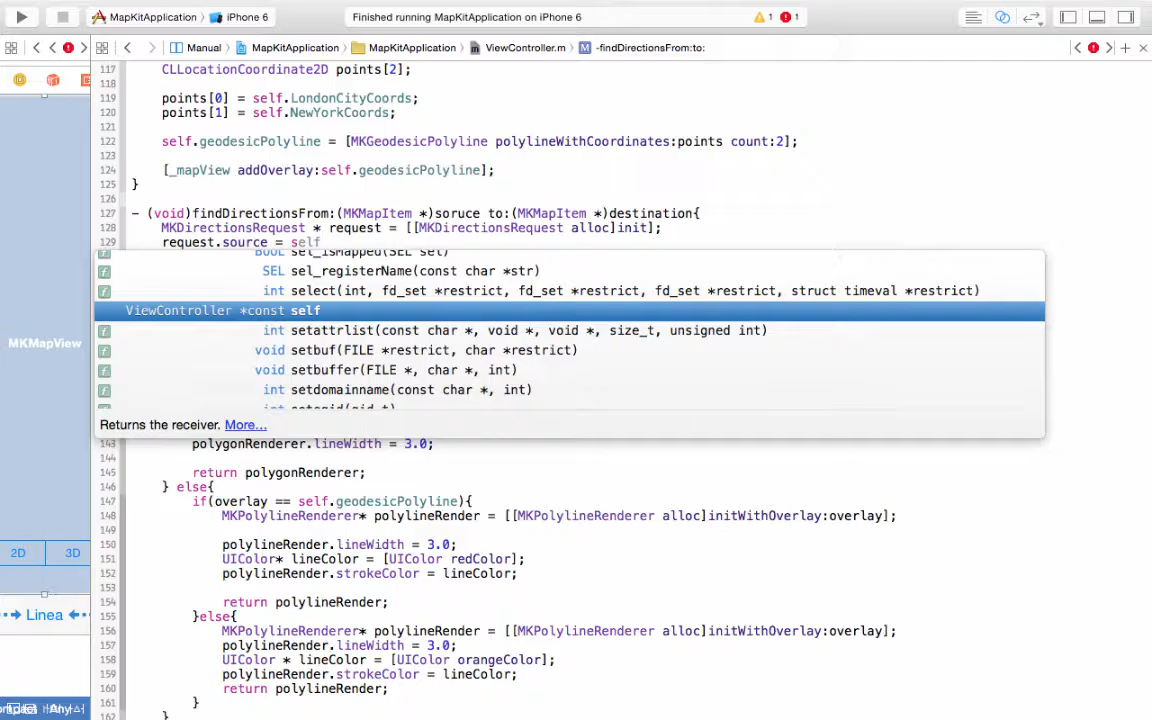 MapKitApplication
iPhone 6
Finished running MapKitApplication on iPhone 6
1
1
Manual
MapKitApplication
MapKitApplication
ViewController.m
M
-findDirectionsFrom:to:
117 CLLocationCoordinate2D points[2];
118
119 points[0] = self.LondonCityCoords;
120 points[1] = self.NewYorkCoords;
121
122 self.geodesicPolyline = [MKGeodesicPolyline polylineWithCoordinates:points count:2];
123
124 [_mapView addOverlay:self.geodesicPolyline];
125 }
126
127 - (void)findDirectionsFrom:(MKMapItem *)soruce to:(MKMapItem *)destination{
128 MKDirectionsRequest * request = [[MKDirectionsRequest alloc]init];
129 request.source = self
BOOL sel_isMapped(SEL sel)
f SEL sel_registerName(const char *str)
f int select(int, fd_set *restrict, fd_set *restrict, fd_set *restrict, struct timeval *restrict)
ViewController *const self
f int setattrlist(const char *, void *, void *, size_t, unsigned int)
f void setbuf(FILE *restrict, char *restrict)
f void setbuffer(FILE *, char *, int)
f int setdomainname(const char *, int)
Returns the receiver. More...
MKMapView
143 polygonRenderer.lineWidth = 3.0;
144
145 return polygonRenderer;
146 } else{
147 if(overlay == self.geodesicPolyline){
148 MKPolylineRenderer* polylineRender = [[MKPolylineRenderer alloc]initWithOverlay:overlay];
149
150 polylineRender.lineWidth = 3.0;
151 UIColor* lineColor = [UIColor redColor];
152 polylineRender.strokeColor = lineColor;
153
154 return polylineRender;
155 }else{
156 MKPolylineRenderer* polylineRender = [[MKPolylineRenderer alloc]initWithOverlay:overlay];
157 polylineRender.lineWidth = 3.0;
158 UIColor * lineColor = [UIColor orangeColor];
159 polylineRender.strokeColor = lineColor;
160 return polylineRender;
161 }
162 }
2D
3D
Linea
Any